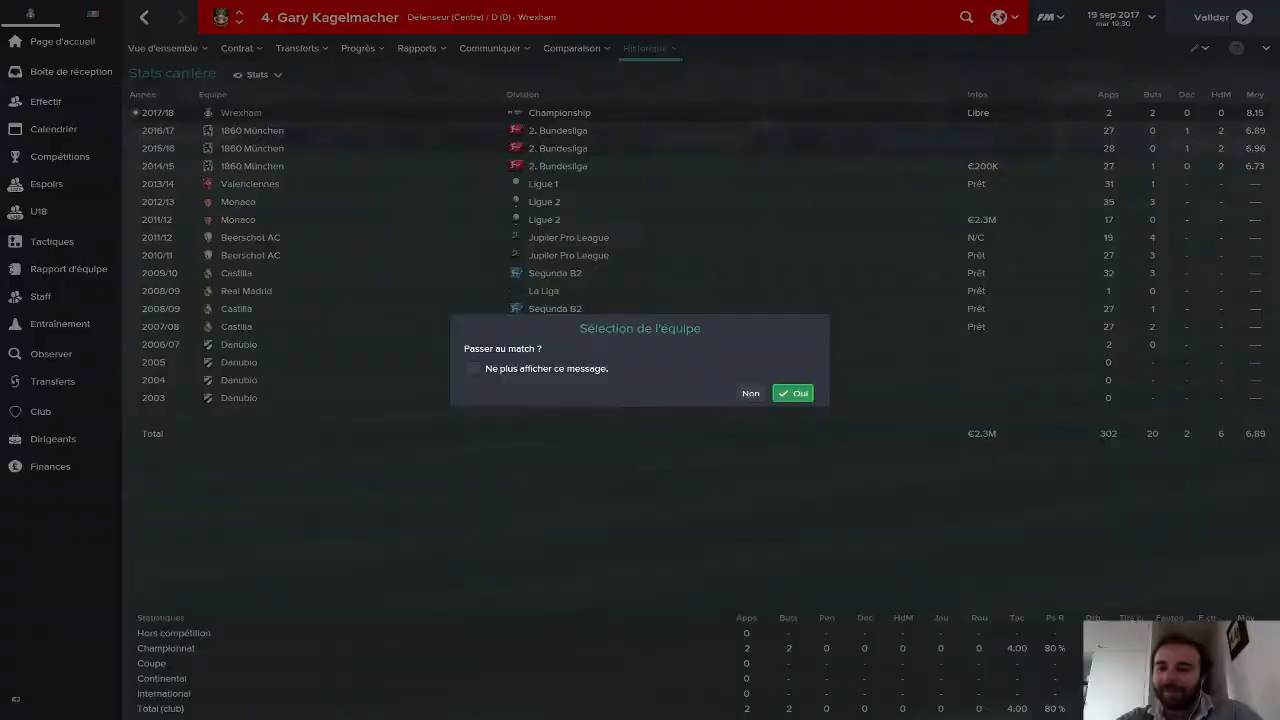 4. Gary Kagelmacher Défenseur (Centre) / D (D) - Wrexham
FM
19 sep 2017
mar 19:30
Valider
Page d'accueil
Boîte de réception
Effectif
Calendrier
Compétitions
Espoirs
U18
Tactiques
Rapport d'équipe
Staff
Entraînement
Observer
Transferts
Club
Dirigeants
Finances
Vue d'ensemble Contrat Transferts Progrès Rapports Communiquer Comparaison Historique
Stats carrière Stats
Année Equipe Division Infos Apps Buts Dec HdM Moy
2017/18 Wrexham Championship Libre 2 2 0 0 8.15
2016/17 1860 München 2. Bundesliga 27 0 1 2 6.89
2015/16 1860 München 2. Bundesliga 28 0 1 2 6.96
2014/15 1860 München 2. Bundesliga €200K 27 1 0 2 6.73
2013/14 Valenciennes Ligue 1 Prêt 31 1 - - ---
2012/13 Monaco Ligue 2 35 3 - - ---
2011/12 Monaco Ligue 2 €2.3M 17 0 - - ---
2011/12 Beerschot AC Jupiler Pro League N/C 19 4 - - ---
2010/11 Beerschot AC Jupiler Pro League Prêt 27 3 - - ---
2009/10 Castilla Segunda B2 Prêt 32 3 - - ---
2008/09 Real Madrid La Liga Prêt 1 0 - - ---
2008/09 Castilla Segunda B2 Prêt 27 1 - - ---
2007/08 Castilla Prêt 27 2 - - ---
2006/07 Danubio 2 0 - - ---
2005 Danubio 0 - - - ---
2004 Danubio 0 - - - ---
2003 Danubio 0 - - - ---
Total €2.3M 302 20 2 6 6.89
Sélection de l'équipe
Passer au match ?
Ne plus afficher ce message.
Non Oui
Statistiques Apps Buts Pen Dec HdM Jau Rou Tac Ps R Drb Moy
Hors compétition 0 - - - - - - - -
Championnat 2 2 0 0 0 0 0 4.00 80 %
Coupe 0 - - - - - - - -
Continental 0 - - - - - - - -
International 0 - - - - - - - -
Total (club) 2 2 0 0 0 0 0 4.00 80 %